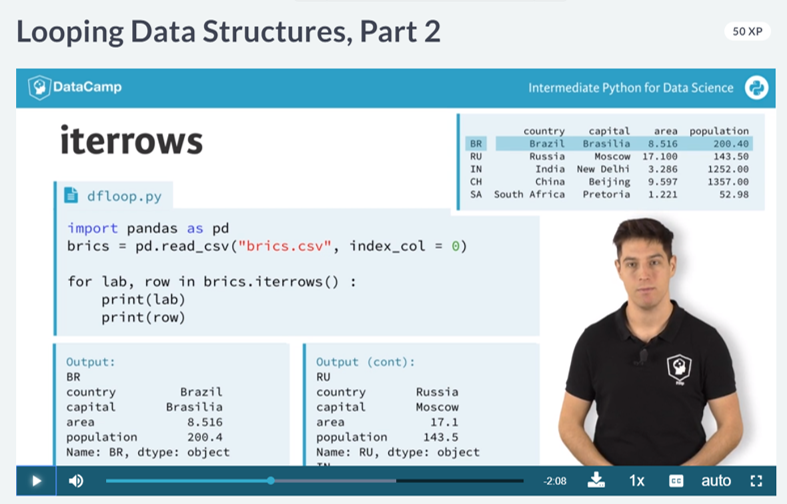 Looping Data Structures, Part 2
50 XP
DataCamp
Intermediate Python for Data Science
iterrows
country capital area population
BR Brazil Brasilia 8.516 200.40
RU Russia Moscow 17.100 143.50
IN India New Delhi 3.286 1252.00
CH China Beijing 9.597 1357.00
SA South Africa Pretoria 1.221 52.98
dfloop.py
import pandas as pd
brics = pd.read_csv("brics.csv", index_col = 0)
for lab, row in brics.iterrows() :
print(lab)
print(row)
Output:
BR
country Brazil
capital Brasilia
area 8.516
population 200.4
Name: BR, dtype: object
Output (cont):
RU
country Russia
capital Moscow
area 17.1
population 143.5
Name: RU, dtype: object
-2:08
1x
CC
auto